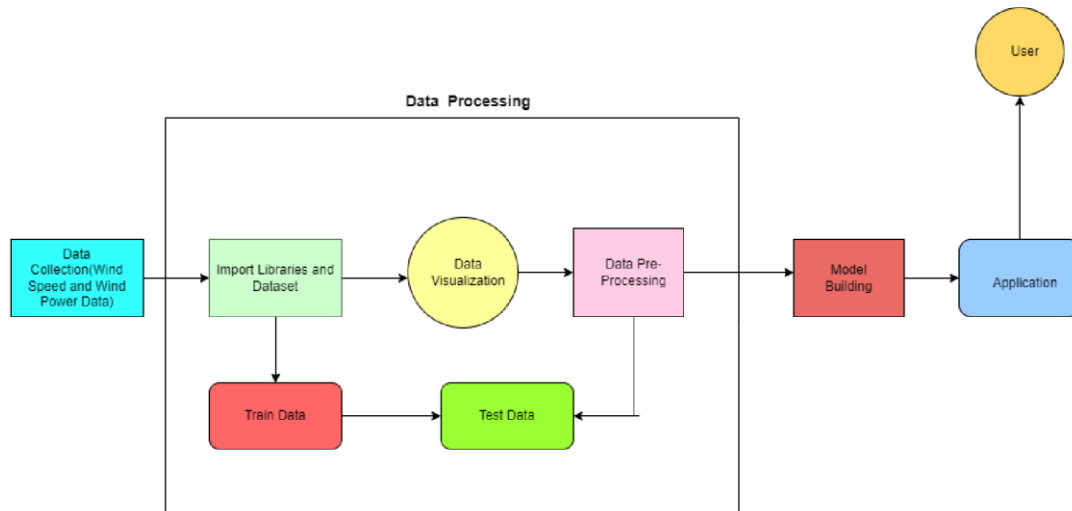 User
Data Processing
Data
Collection(Wind
Speed and Wind
Power Data)
Import Libraries and
Dataset
Data
Visualization
Data Pre-
Processing
Model
Building
Application
Train Data
Test Data